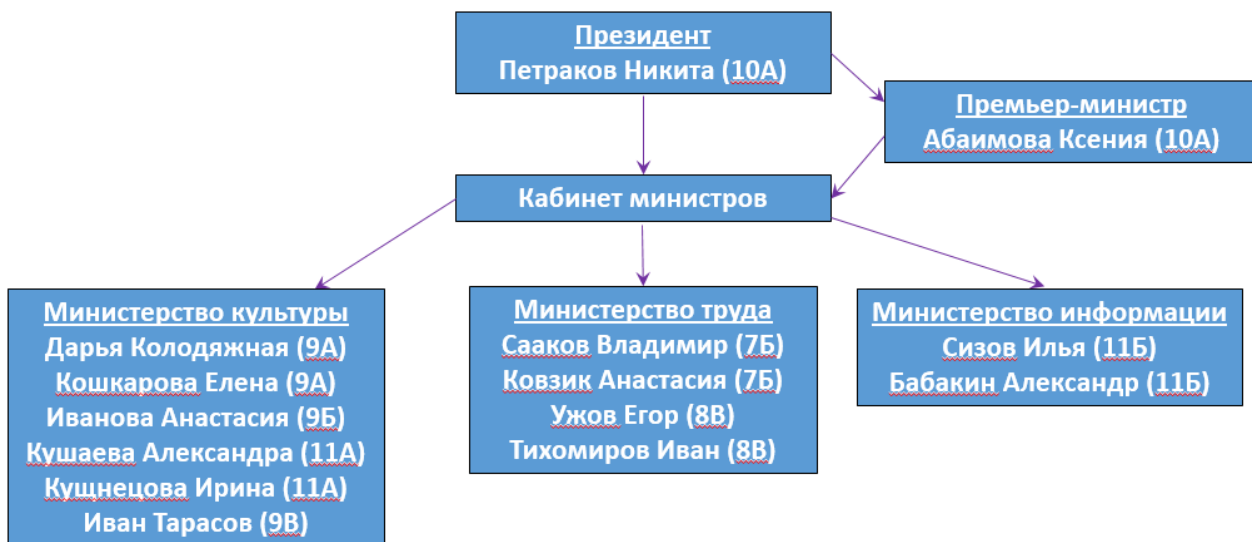 Президент
Петраков Никита (10А)
Премьер-министр
Абаимова Ксения (10А)
Кабинет министров
Министерство культуры
Дарья Колодяжная (9А)
Кошкарова Елена (9А)
Иванова Анастасия (9Б)
Кушаева Александра (11А)
Кущнецова Ирина (11А)
Иван Тарасов (9В)
Министерство труда
Сааков Владимир (7Б)
Ковзик Анастасия (7Б)
Ужов Егор (8В)
Тихомиров Иван (8В)
Министерство информации
Сизов Илья (11Б)
Бабакин Александр (11Б)